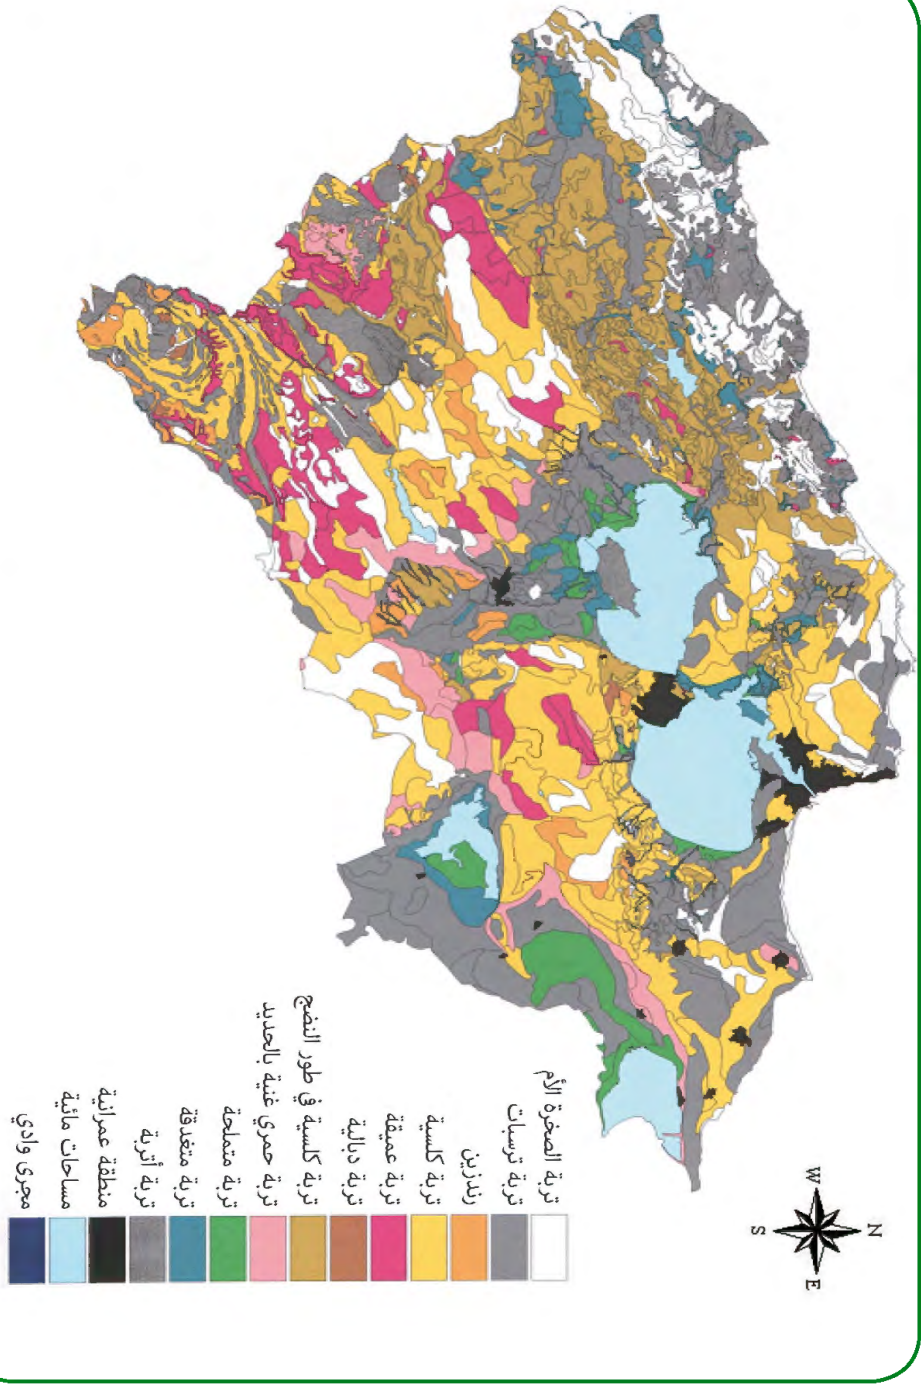 W
N
S
E
تربة الصخرة الأم
تربة ترسبات
رندزين
تربة كلسية
تربة عميقة
تربة دبالية
تربة كلسية في طور النضج
تربة حمري غنية بالحديد
تربة متملحة
تربة متغدقة
تربة أتربة
منطقة عمرانية
مساحات مائية
مجرى وادي